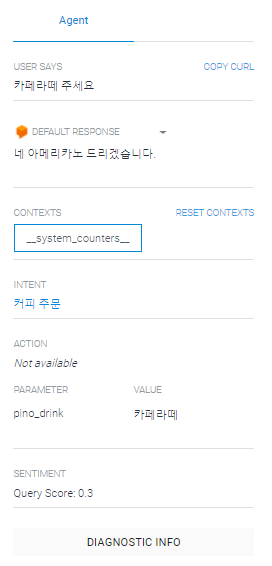 Agent
USER SAYS COPY CURL
카페라떼 주세요
DEFAULT RESPONSE
네 아메리카노 드리겠습니다.
CONTEXTS RESET CONTEXTS
__system_counters__
INTENT
커피 주문
ACTION
Not available
PARAMETER VALUE
pino_drink 카페라떼
SENTIMENT
Query Score: 0.3
DIAGNOSTIC INFO